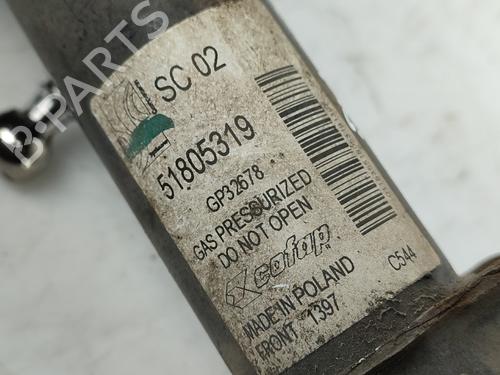 SC 02
51805319
GP32678
GAS PRESSURIZED
DO NOT OPEN
cofap
MADE IN POLAND
FRONT 1397
C544
B-PARTS